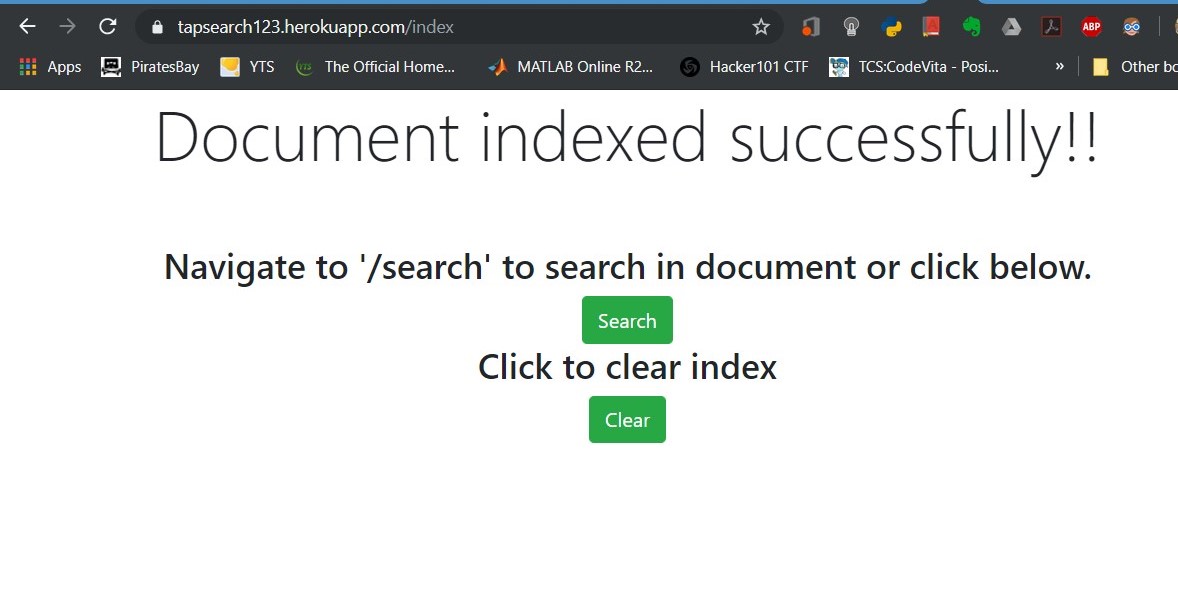 tapsearch123.herokuapp.com/index
ABP
Apps PiratesBay YTS The Official Home... MATLAB Online R2... Hacker101 CTF TCS:CodeVita - Posi... » Other bo
Document indexed successfully!!
Navigate to '/search' to search in document or click below.
Search
Click to clear index
Clear